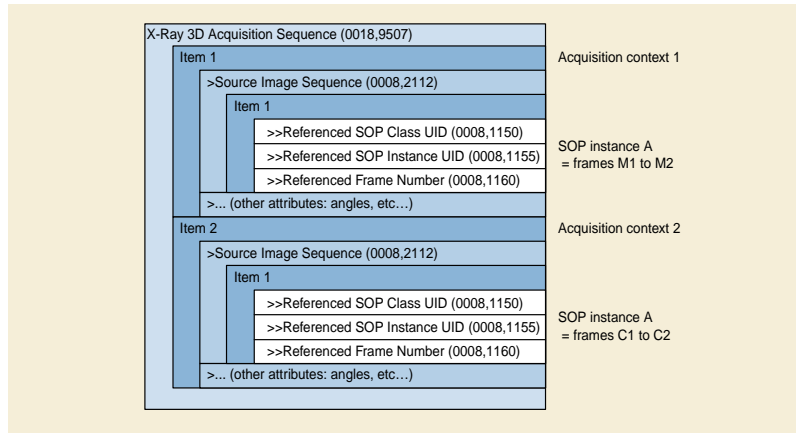 X-Ray 3D Acquisition Sequence (0018,9507)
Item 1
Acquisition context 1
>Source Image Sequence (0008,2112)
Item 1
>>Referenced SOP Class UID (0008,1150)
>>Referenced SOP Instance UID (0008,1155)
>>Referenced Frame Number (0008,1160)
SOP instance A
= frames M1 to M2
>... (other attributes: angles, etc…)
Item 2
Acquisition context 2
>Source Image Sequence (0008,2112)
Item 1
>>Referenced SOP Class UID (0008,1150)
>>Referenced SOP Instance UID (0008,1155)
>>Referenced Frame Number (0008,1160)
SOP instance A
= frames C1 to C2
>... (other attributes: angles, etc…)